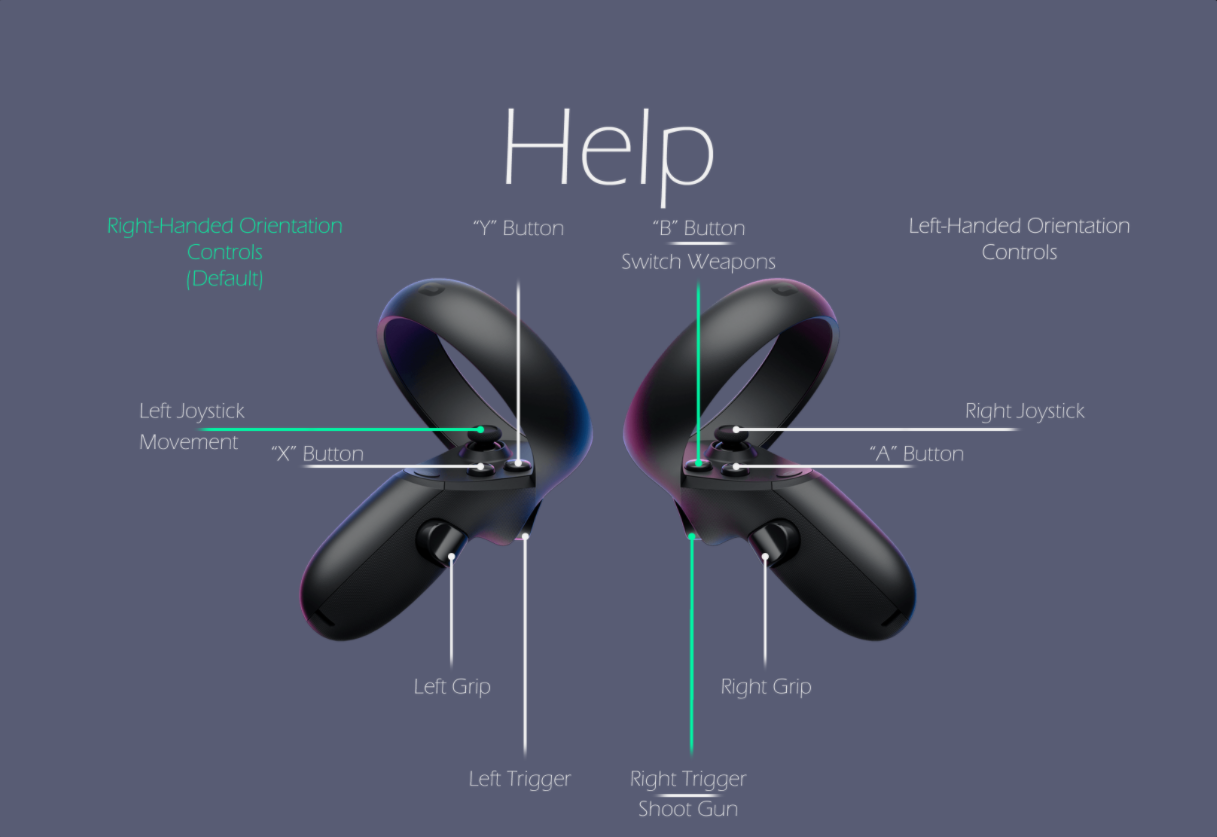 Help
Right-Handed Orientation
Controls
(Default)
“Y” Button
“B” Button
Switch Weapons
Left-Handed Orientation
Controls
Left Joystick
Movement
“X” Button
Right Joystick
“A” Button
Left Grip
Right Grip
Left Trigger
Right Trigger
Shoot Gun